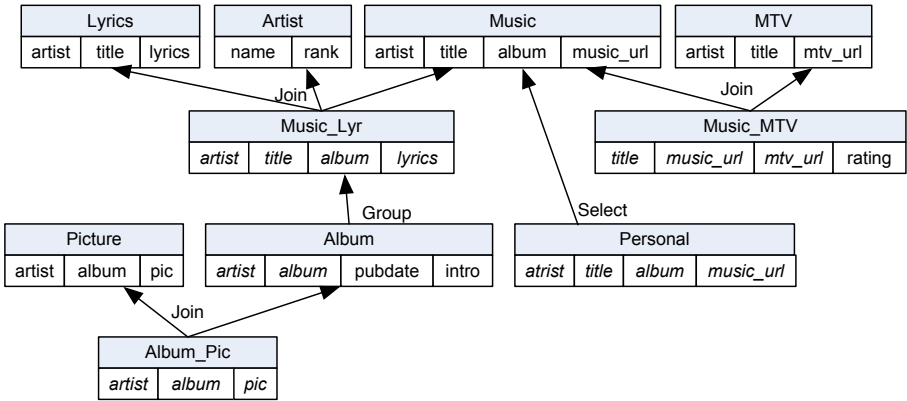 Lyrics
artist title lyrics
Artist
name rank
Music
artist title album music_url
MTV
artist title mtv_url
Join
Join
Music_Lyr
artist title album lyrics
Music_MTV
title music_url mtv_url rating
Group
Select
Picture
artist album pic
Album
artist album pubdate intro
Personal
atrist title album music_url
Join
Album_Pic
artist album pic